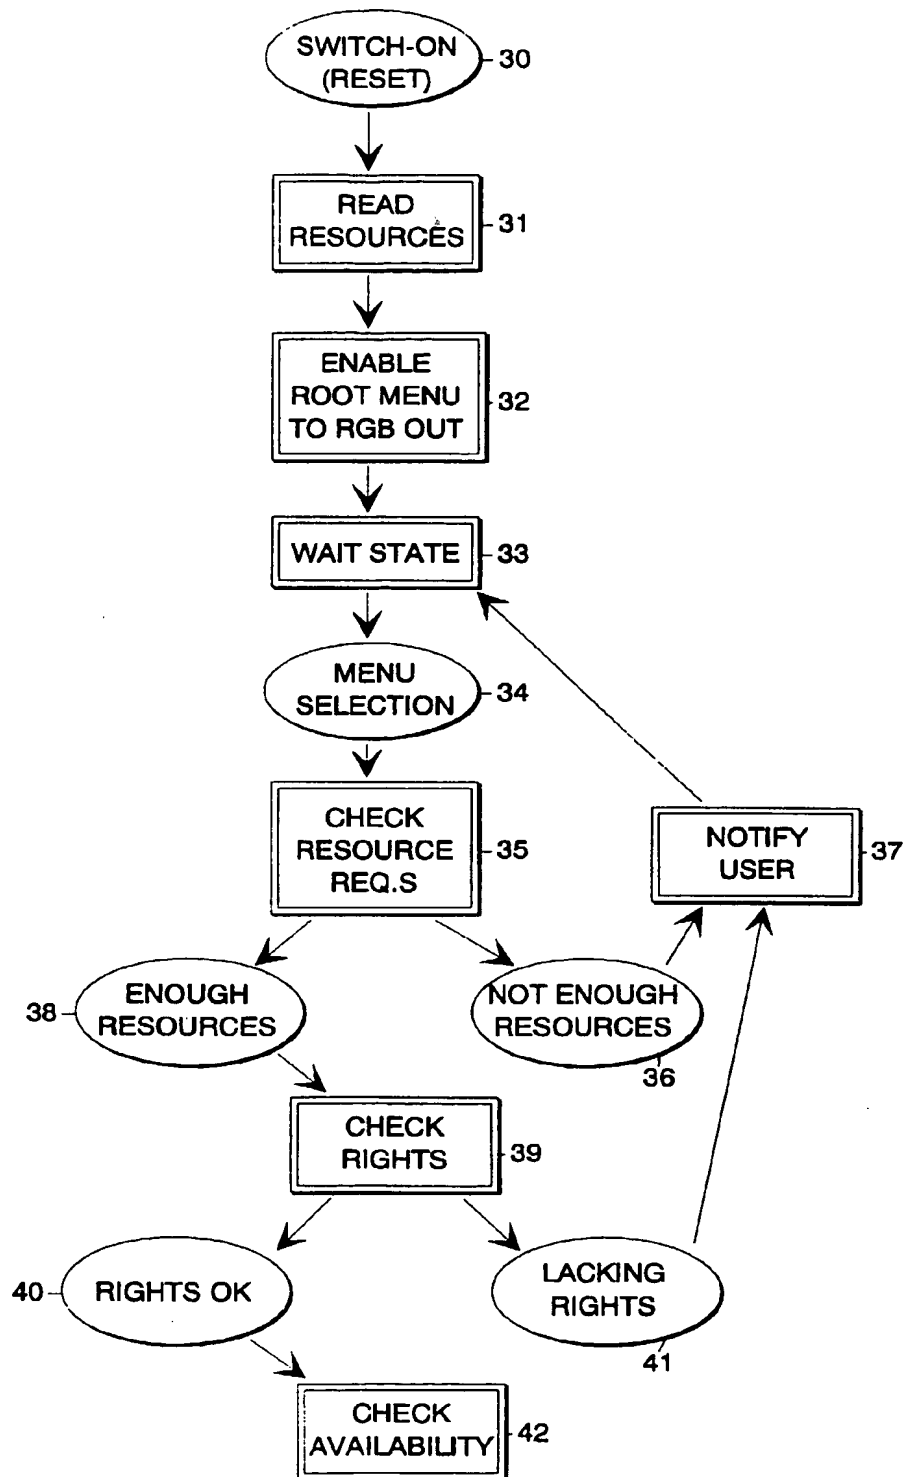 SWITCH-ON
(RESET)
30
READ
RESOURCES
31
ENABLE
ROOT MENU
TO RGB OUT
32
WAIT STATE
33
MENU
SELECTION
34
CHECK
RESOURCE
REQ.S
35
NOTIFY
USER
37
ENOUGH
RESOURCES
38
NOT ENOUGH
RESOURCES
36
CHECK
RIGHTS
39
RIGHTS OK
40
LACKING
RIGHTS
41
CHECK
AVAILABILITY
42